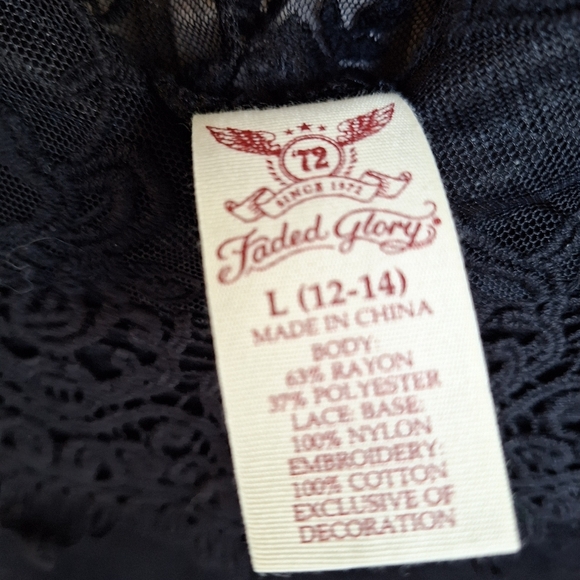 '72
SINCE 1972
Faded Glory
L (12-14)
MADE IN CHINA
BODY:
63% RAYON
37% POLYESTER
LACE: BASE:
100% NYLON
EMBROIDERY:
100% COTTON
EXCLUSIVE OF
DECORATION